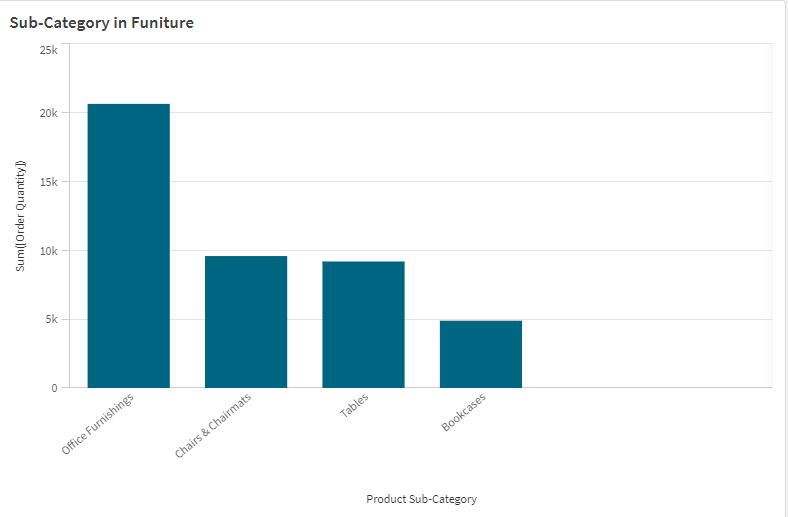 Sub-Category in Funiture
25k
20k
15k
10k
5k
0
Sum([Order Quantity])
Office Furnishings
Chairs & Chairmats
Tables
Bookcases
Product Sub-Category